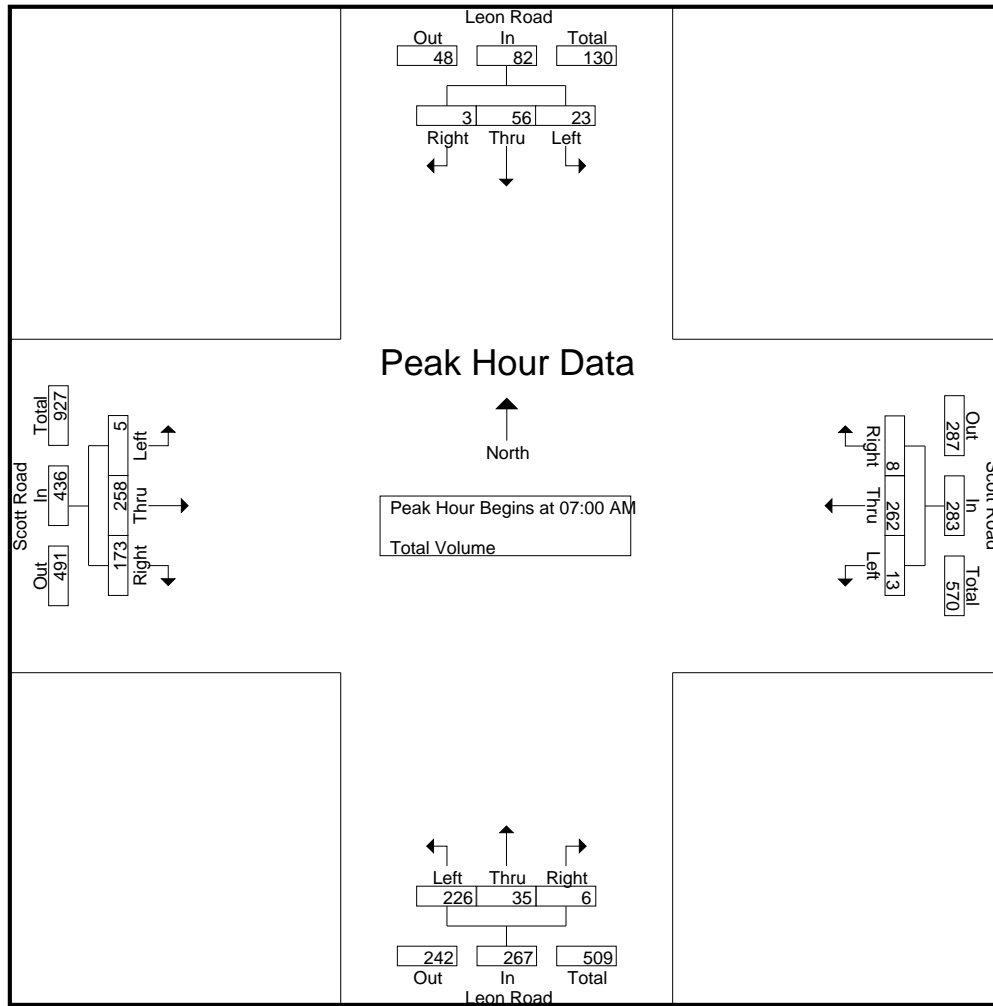 Leon Road
Out In Total
48 82 130
3 56 23
Right Thru Left
Peak Hour Data
North
Peak Hour Begins at 07:00 AM
Total Volume
Scott Road
Total In Out
927 436 491
5 258 173
Left Thru Right
Right Thru Left
8 262 13
Out In Total
287 283 570
Scott Road
Left Thru Right
226 35 6
242 267 509
Out In Total
Leon Road